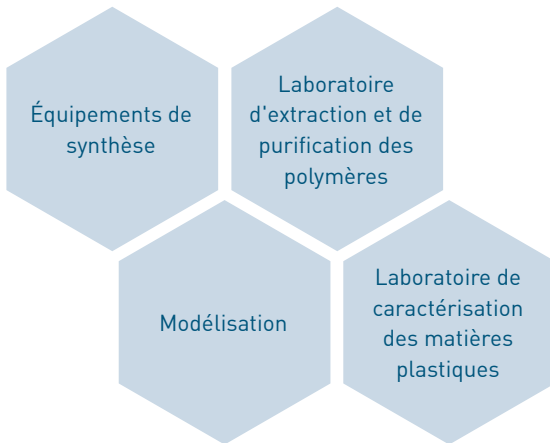 Équipements de
synthèse
Laboratoire
d'extraction et de
purification des
polymères
Modélisation
Laboratoire de
caractérisation
des matières
plastiques